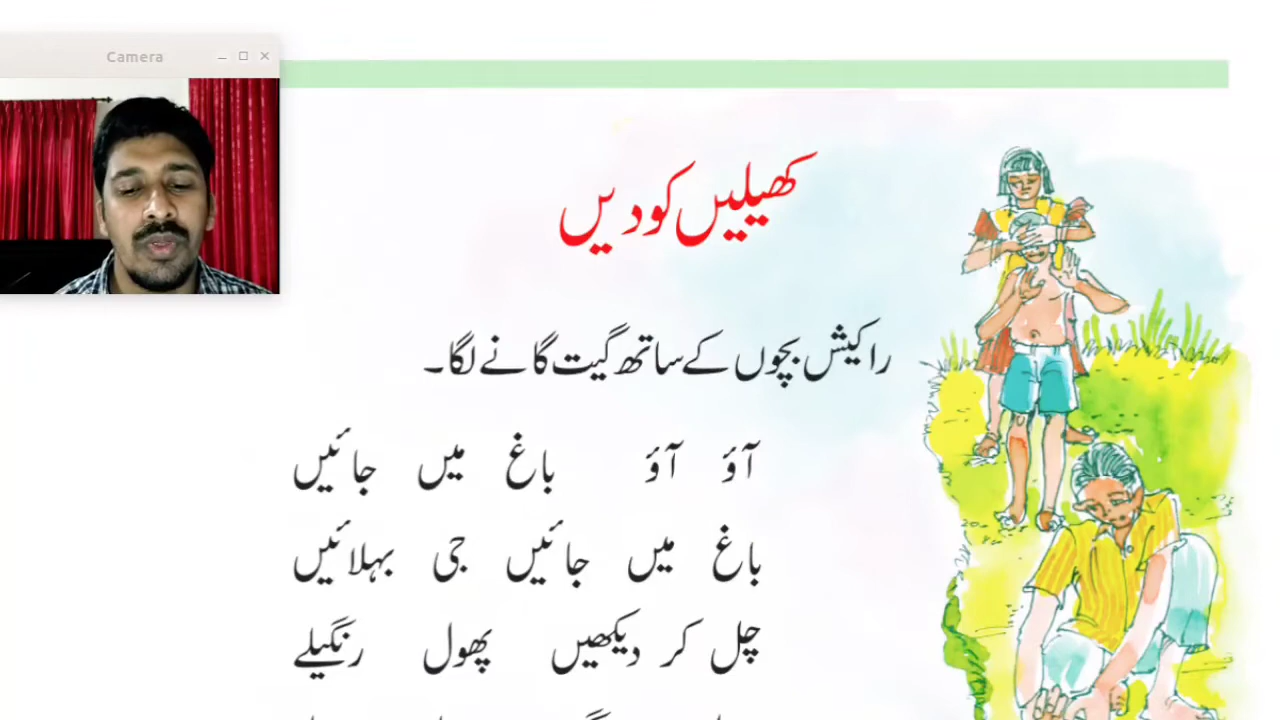 Camera
کھیلیں کودیں
راکیش بچوں کے ساتھ گیت گانے لگا۔
آؤ آؤ باغ میں جائیں
باغ میں جائیں جی بہلائیں
چل کر دیکھیں پھول رنگیلے